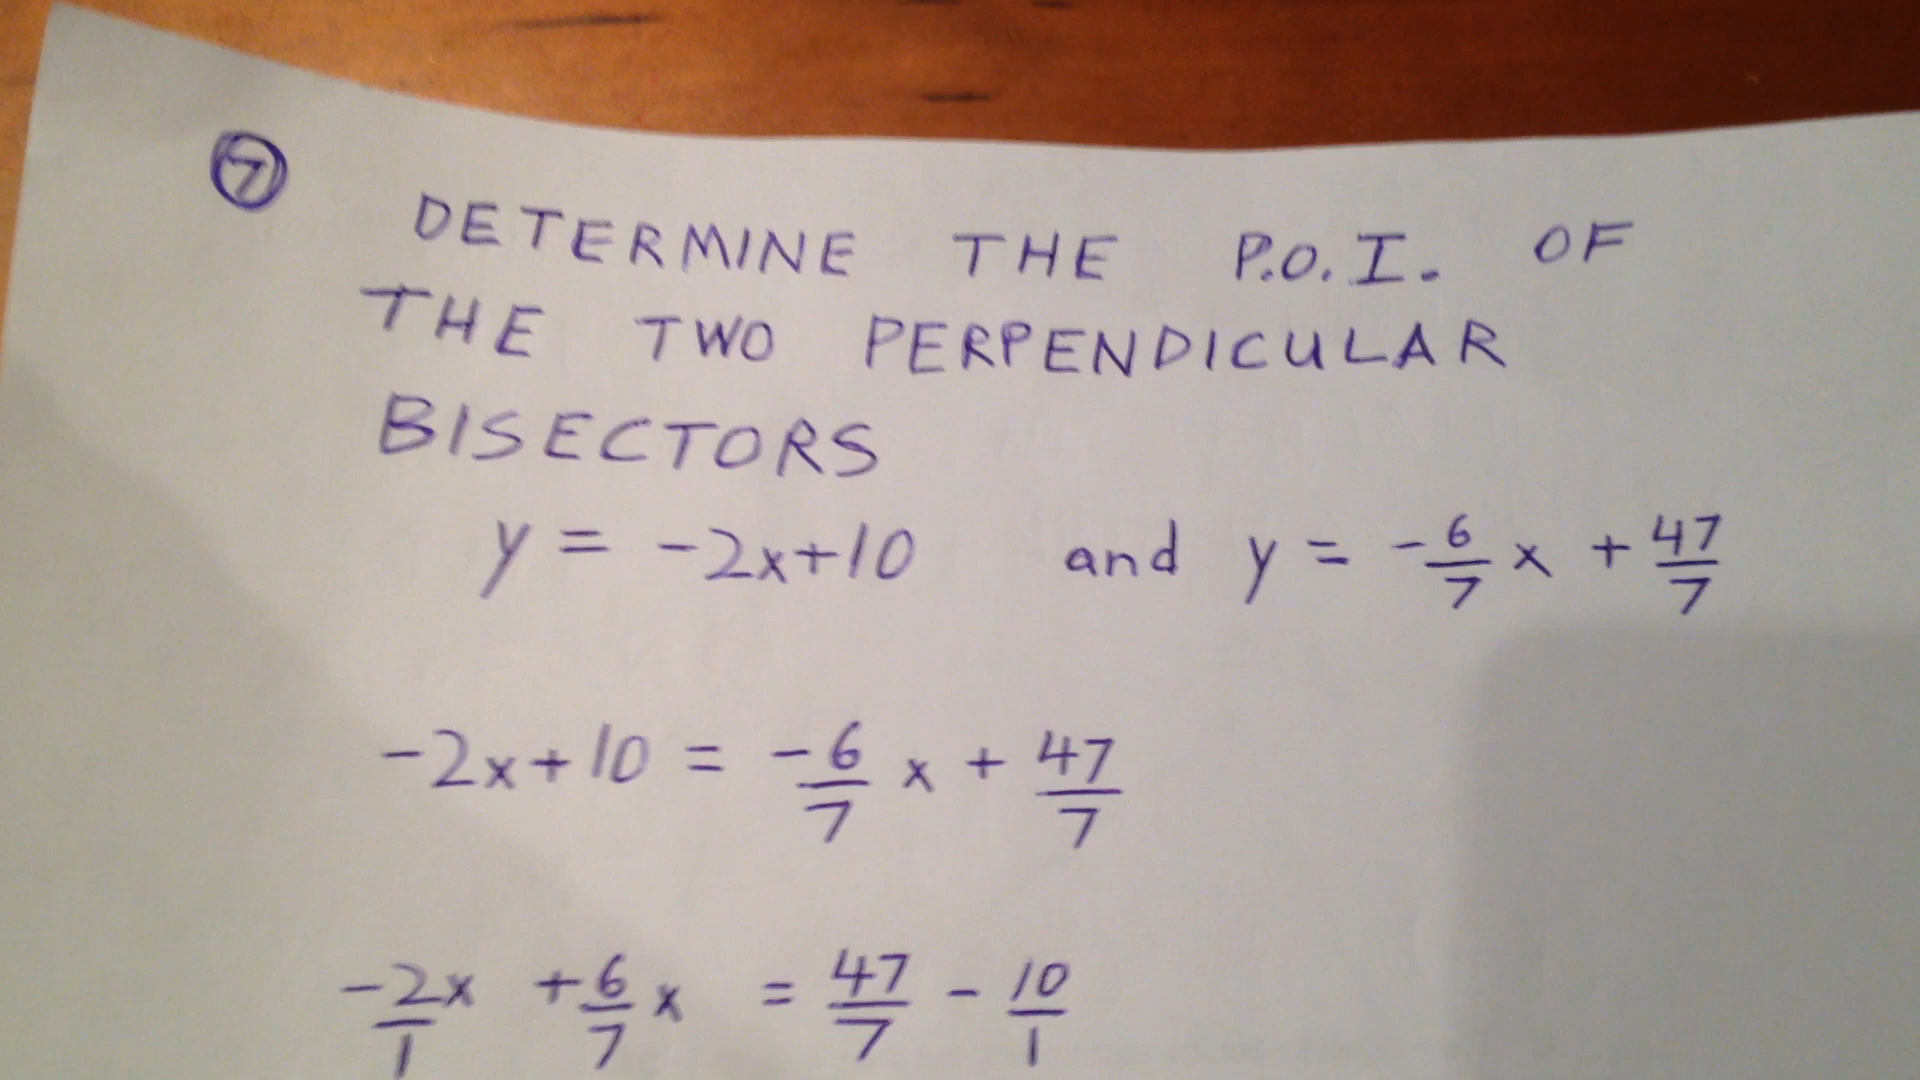 7
DETERMINE THE P.O.I. OF
THE TWO PERPENDICULAR
BISECTORS
y = -2x+10 and y = -6/7 x + 47/7
-2x+10 = -6/7 x + 47/7
-2/1 x + 6/7 x = 47/7 - 10/1